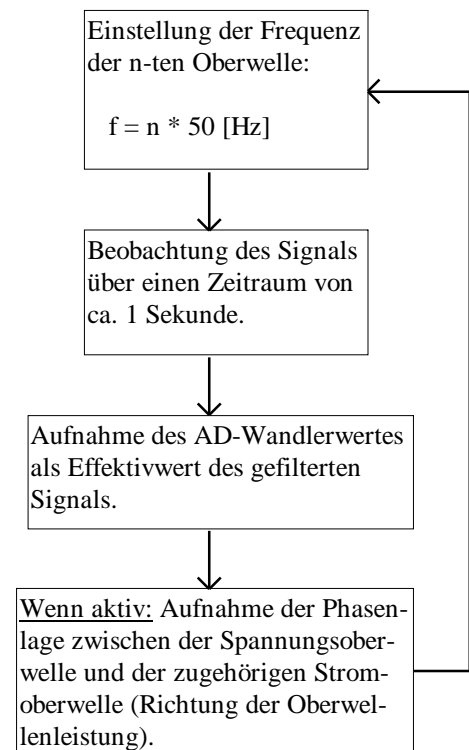 Einstellung der Frequenz
der n-ten Oberwelle:
f = n * 50 [Hz]
Beobachtung des Signals
über einen Zeitraum von
ca. 1 Sekunde.
Aufnahme des AD-Wandlerwertes
als Effektivwert des gefilterten
Signals.
Wenn aktiv: Aufnahme der Phasen-
lage zwischen der Spannungsober-
welle und der zugehörigen Strom-
oberwelle (Richtung der Oberwel-
lenleistung).